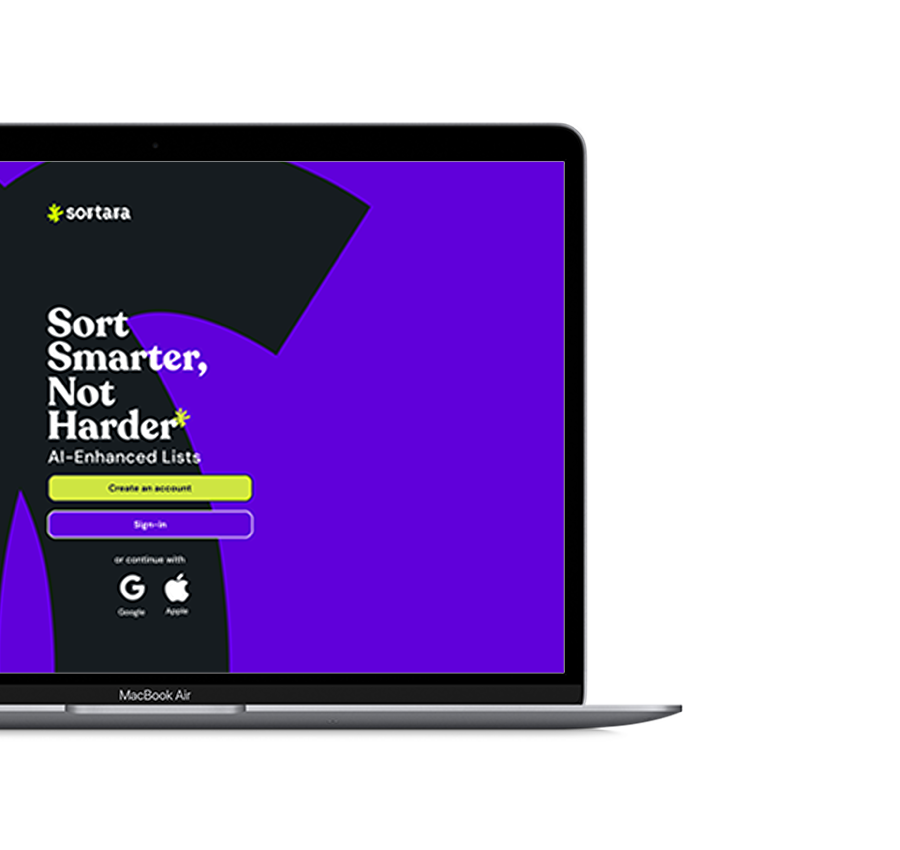 sortara
Sort
Smarter,
Not
Harder*
AI-Enhanced Lists
Create an account
Sign-in
or continue with
Google
Apple
MacBook Air